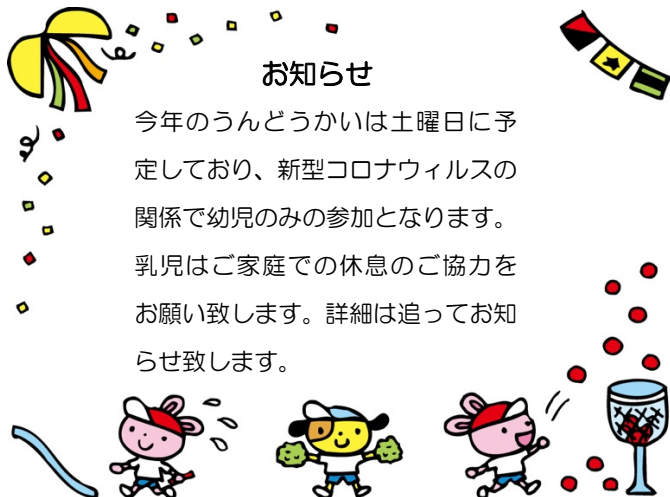 お知らせ
今年のうんどうかいは土曜日に予
定しており、新型コロナウィルスの
関係で幼児のみの参加となります。
乳児はご家庭での休息のご協力を
お願い致します。詳細は追ってお知
らせ致します。